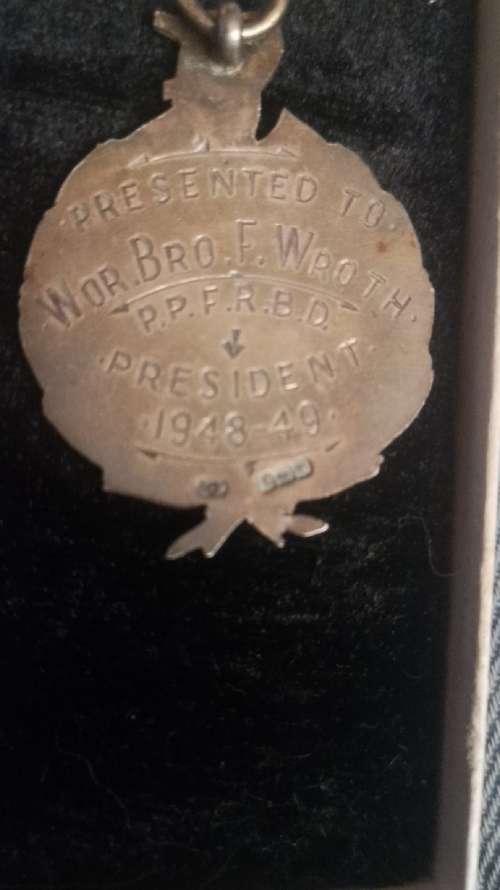 ·PRESENTED TO·
WOR. BRO. F. WROTH.
P.P.F.R.B.D.
·PRESIDENT·
·1948-49·